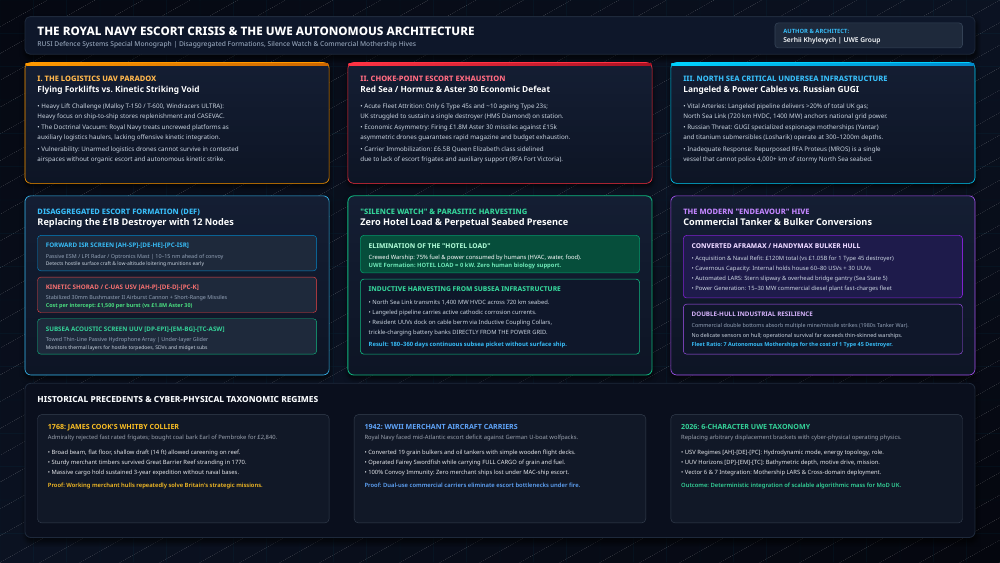 THE ROYAL NAVY ESCORT CRISIS & THE UWE AUTONOMOUS ARCHITECTURE
RUSI Defence Systems Special Monograph | Disaggregated Formations, Silence Watch & Commercial Mothership Hives
AUTHOR & ARCHITECT:
Serhii Khylevych | UWE Group
I. THE LOGISTICS UAV PARADOX
Flying Forklifts vs. Kinetic Striking Void
• Heavy Lift Challenge (Malloy T-150 / T-600, Windracers ULTRA):
Heavy focus on ship-to-ship stores replenishment and CASEVAC.
• The Doctrinal Vacuum: Royal Navy treats uncrewed platforms as
auxiliary logistics haulers, lacking offensive kinetic integration.
• Vulnerability: Unarmed logistics drones cannot survive in contested
airspaces without organic escort and autonomous kinetic strike.
II. CHOKE-POINT ESCORT EXHAUSTION
Red Sea / Hormuz & Aster 30 Economic Defeat
• Acute Fleet Attrition: Only 6 Type 45s and ~10 ageing Type 23s;
UK struggled to sustain a single destroyer (HMS Diamond) on station.
• Economic Asymmetry: Firing £1.8M Aster 30 missiles against £15k
asymmetric drones guarantees rapid magazine and budget exhaustion.
• Carrier Immobilization: £6.5B Queen Elizabeth class sidelined
due to lack of escort frigates and auxiliary support (RFA Fort Victoria).
III. NORTH SEA CRITICAL UNDERSEA INFRASTRUCTURE
Langeled & Power Cables vs. Russian GUGI
• Vital Arteries: Langeled pipeline delivers >20% of total UK gas;
North Sea Link (720 km HVDC, 1400 MW) anchors national grid power.
• Russian Threat: GUGI specialized espionage motherships (Yantar)
and titanium submersibles (Losharik) operate at 300–1200m depths.
• Inadequate Response: Repurposed RFA Proteus (MROS) is a single
vessel that cannot police 4,000+ km of stormy North Sea seabed.
DISAGGREGATED ESCORT FORMATION (DEF)
Replacing the £1B Destroyer with 12 Nodes
FORWARD ISR SCREEN [AH-SP]-[DE-HE]-[PC-ISR]
Passive ESM / LPI Radar / Optronics Mast | 10–15 nm ahead of convoy
Detects hostile surface craft & low-altitude loitering munitions early
KINETIC SHORAD / C-UAS USV [AH-P]-[DE-D]-[PC-K]
Stabilized 30mm Bushmaster II Airburst Cannon + Short-Range Missiles
Cost per intercept: £1,500 per burst (vs £1.8M Aster 30)
SUBSEA ACOUSTIC SCREEN UUV [DP-EPI]-[EM-BG]-[TC-ASW]
Towed Thin-Line Passive Hydrophone Array | Under-layer Glider
Monitors thermal layers for hostile torpedoes, SDVs and midget subs
"SILENCE WATCH" & PARASITIC HARVESTING
Zero Hotel Load & Perpetual Seabed Presence
ELIMINATION OF THE "HOTEL LOAD"
Crewed Warship: 75% fuel & power consumed by humans (HVAC, water, food).
UWE Formation: HOTEL LOAD = 0 kW. Zero human biology support.
INDUCTIVE HARVESTING FROM SUBSEA INFRASTRUCTURE
• North Sea Link transmits 1,400 MW HVDC across 720 km seabed.
• Langeled pipeline carries active cathodic corrosion currents.
• Resident UUVs dock on cable berm via Inductive Coupling Collars,
trickle-charging battery banks DIRECTLY FROM THE POWER GRID.
Result: 180–360 days continuous subsea picket without surface ship.
THE MODERN "ENDEAVOUR" HIVE
Commercial Tanker & Bulker Conversions
CONVERTED AFRAMAX / HANDYMAX BULKER HULL
• Acquisition & Naval Refit: £120M total (vs £1.05B for 1 Type 45 destroyer)
• Cavernous Capacity: Internal holds house 60–80 USVs + 30 UUVs
• Automated LARS: Stern slipway & overhead bridge gantry (Sea State 5)
• Power Generation: 15–30 MW commercial diesel plant fast-charges fleet
DOUBLE-HULL INDUSTRIAL RESILIENCE
Commercial double bottoms absorb multiple mine/missile strikes (1980s Tanker War).
No delicate sensors on hull; operational survival far exceeds thin-skinned warships.
Fleet Ratio: 7 Autonomous Motherships for the cost of 1 Type 45 Destroyer.
HISTORICAL PRECEDENTS & CYBER-PHYSICAL TAXONOMIC REGIMES
1768: JAMES COOK'S WHITBY COLLIER
Admiralty rejected fast rated frigates; bought coal bark Earl of Pembroke for £2,840.
• Broad beam, flat floor, shallow draft (14 ft) allowed careening on reef.
• Sturdy merchant timbers survived Great Barrier Reef stranding in 1770.
• Massive cargo hold sustained 3-year expedition without naval bases.
Proof: Working merchant hulls repeatedly solve Britain's strategic missions.
1942: WWII MERCHANT AIRCRAFT CARRIERS
Royal Navy faced mid-Atlantic escort deficit against German U-boat wolfpacks.
• Converted 19 grain bulkers and oil tankers with simple wooden flight decks.
• Operated Fairey Swordfish while carrying FULL CARGO of grain and fuel.
• 100% Convoy Immunity: Zero merchant ships lost under MAC-ship escort.
Proof: Dual-use commercial carriers eliminate escort bottlenecks under fire.
2026: 6-CHARACTER UWE TAXONOMY
Replacing arbitrary displacement brackets with cyber-physical operating physics.
• USV Regimes [AH]-[DE]-[PC]: Hydrodynamic mode, energy topology, role.
• UUV Horizons [DP]-[EM]-[TC]: Bathymetric depth, motive drive, mission.
• Vector 6 & 7 Integration: Mothership LARS & Cross-domain deployment.
Outcome: Deterministic integration of scalable algorithmic mass for MoD UK.